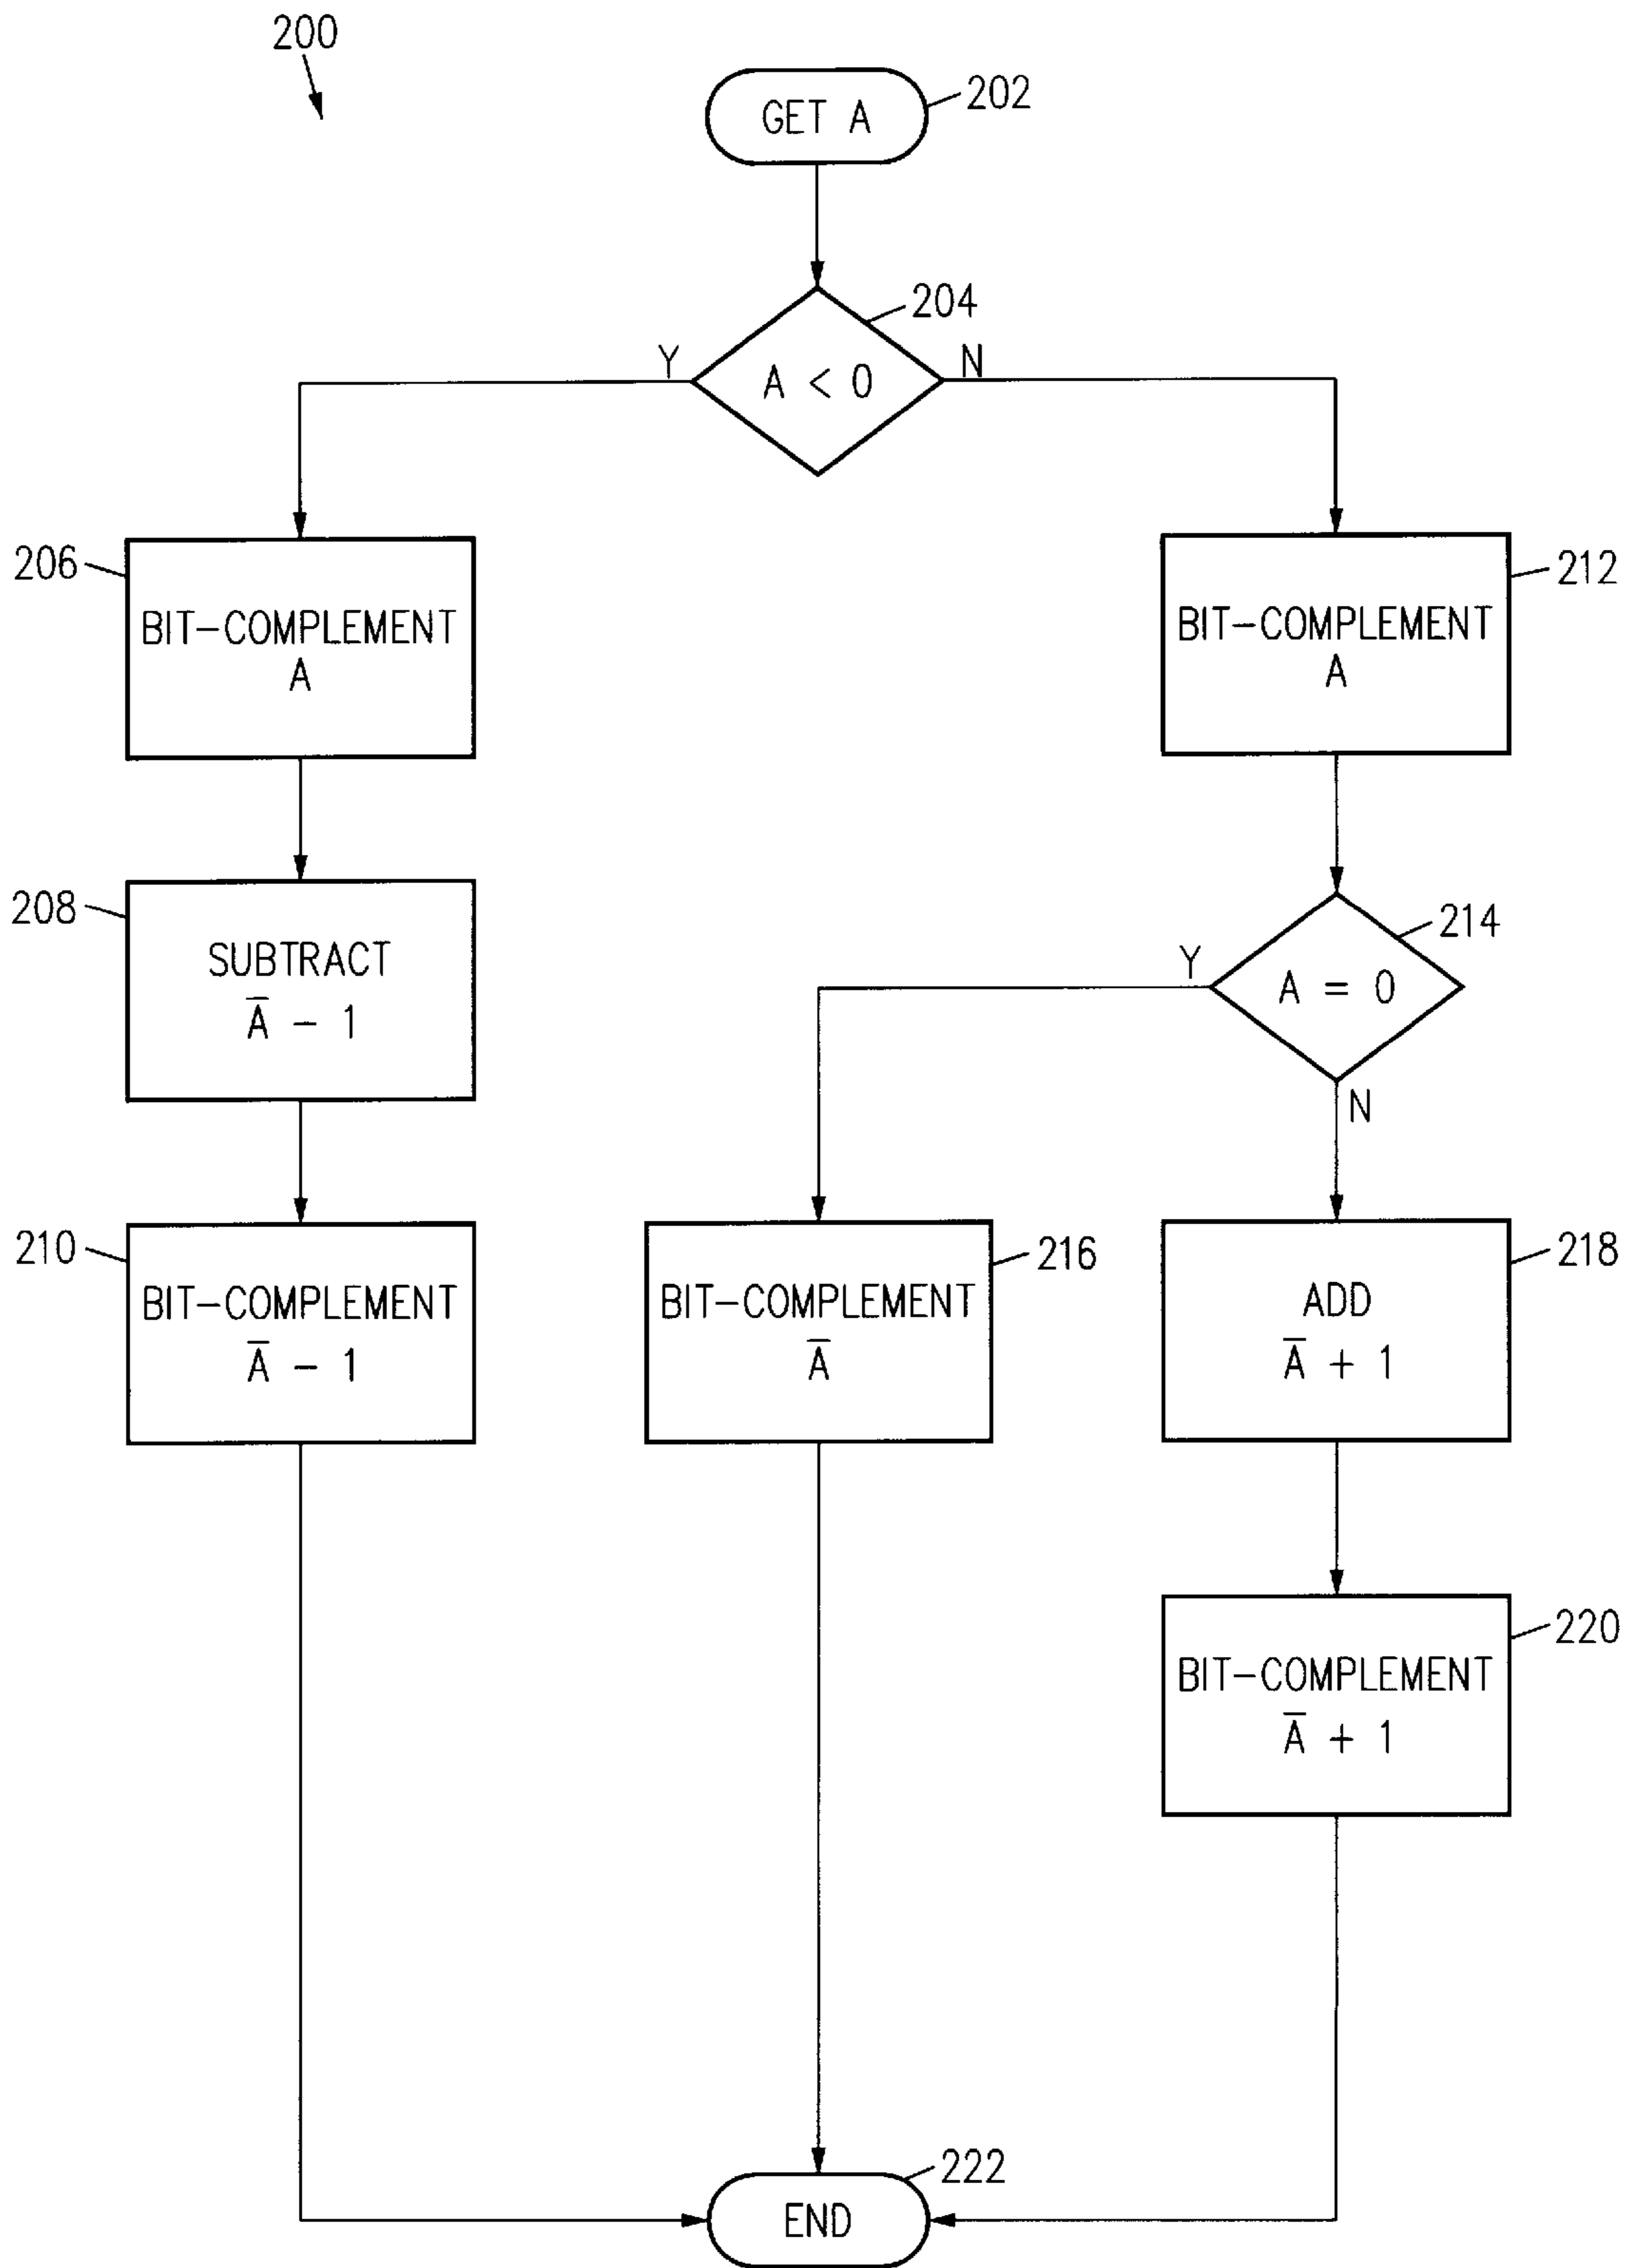 200
GET A
202
204
Y
A < 0
N
206
BIT-COMPLEMENT
A
212
BIT-COMPLEMENT
A
208
SUBTRACT
A̅ - 1
214
Y
A = 0
N
210
BIT-COMPLEMENT
A̅ - 1
216
BIT-COMPLEMENT
A̅
218
ADD
A̅ + 1
220
BIT-COMPLEMENT
A̅ + 1
222
END